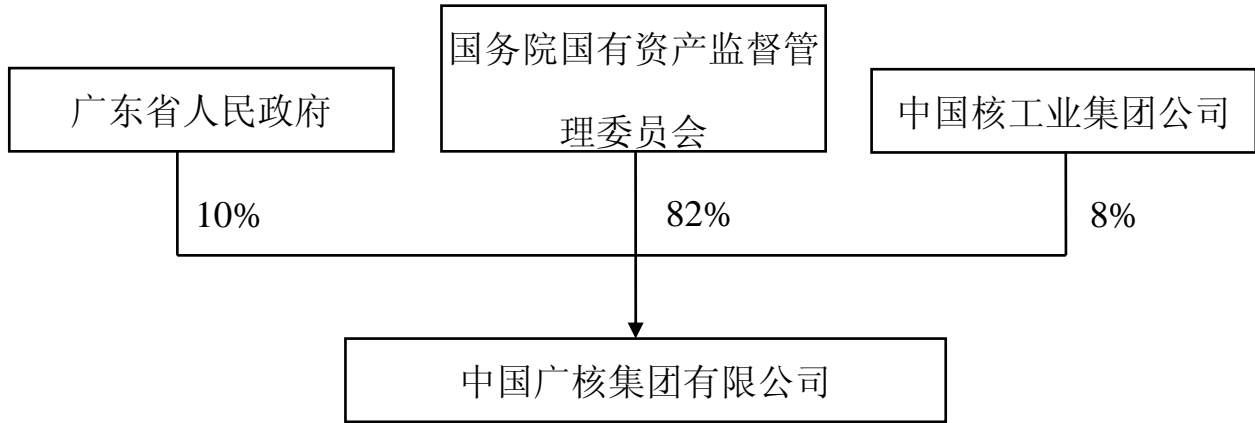 国务院国有资产监督管
理委员会
广东省人民政府
中国核工业集团公司
10%
82%
8%
中国广核集团有限公司